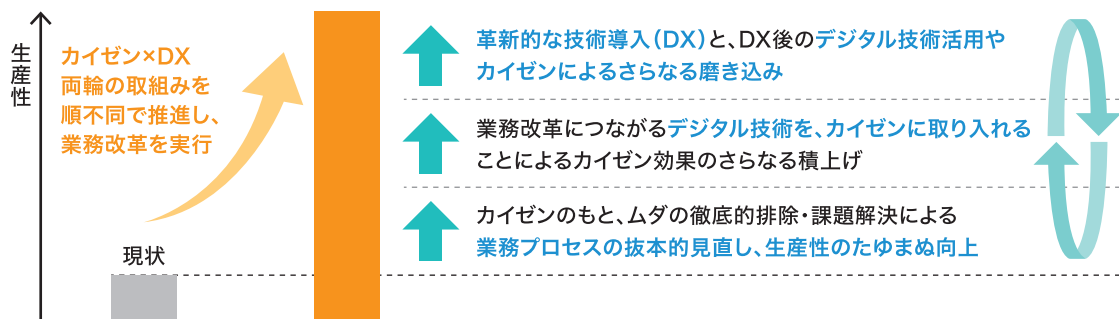 生産性
カイゼン×DX
両輪の取組みを
順不同で推進し、
業務改革を実行
現状
革新的な技術導入（DX）と、DX後のデジタル技術活用や
カイゼンによるさらなる磨き込み
業務改革につながるデジタル技術を、カイゼンに取り入れる
ことによるカイゼン効果のさらなる積上げ
カイゼンのもと、ムダの徹底的排除・課題解決による
業務プロセスの抜本的見直し、生産性のたゆまぬ向上